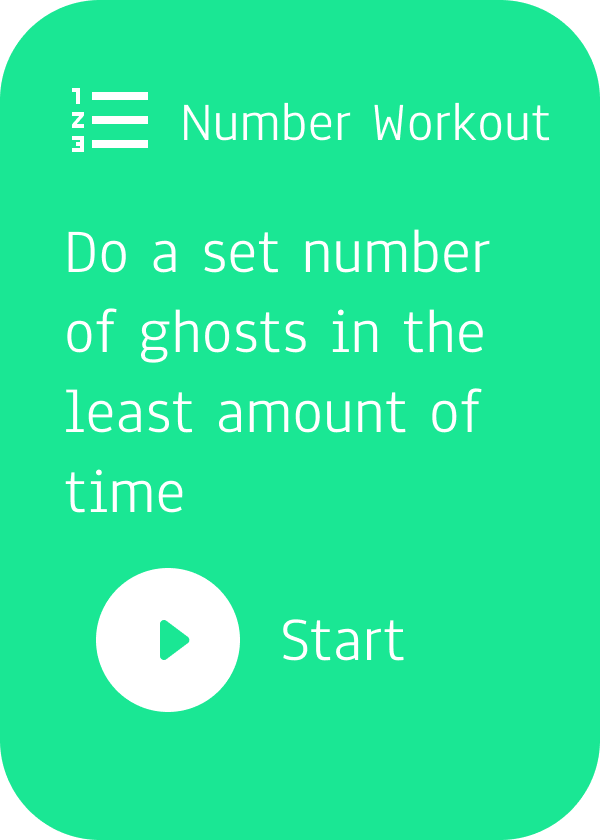 1
2
3
Number Workout
Do a set number
of ghosts in the
least amount of
time
Start